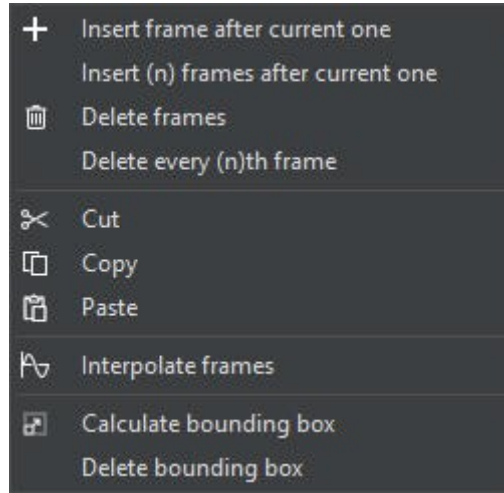 Insert frame after current one
Insert (n) frames after current one
Delete frames
Delete every (n)th frame
Cut
Copy
Paste
Interpolate frames
Calculate bounding box
Delete bounding box